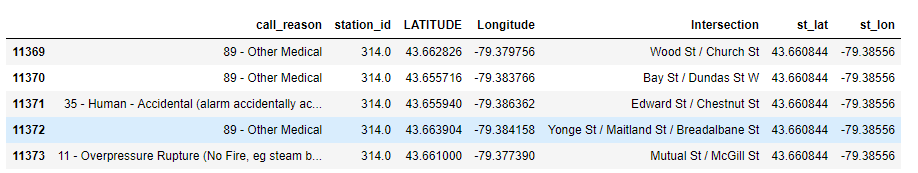 call_reason station_id LATITUDE Longitude Intersection st_lat st_lon
11369 89 - Other Medical 314.0 43.662826 -79.379756 Wood St / Church St 43.660844 -79.38556
11370 89 - Other Medical 314.0 43.655716 -79.383766 Bay St / Dundas St W 43.660844 -79.38556
11371 35 - Human - Accidental (alarm accidentally ac... 314.0 43.655940 -79.386362 Edward St / Chestnut St 43.660844 -79.38556
11372 89 - Other Medical 314.0 43.663904 -79.384158 Yonge St / Maitland St / Breadalbane St 43.660844 -79.38556
11373 11 - Overpressure Rupture (No Fire, eg steam b... 314.0 43.661000 -79.377390 Mutual St / McGill St 43.660844 -79.38556